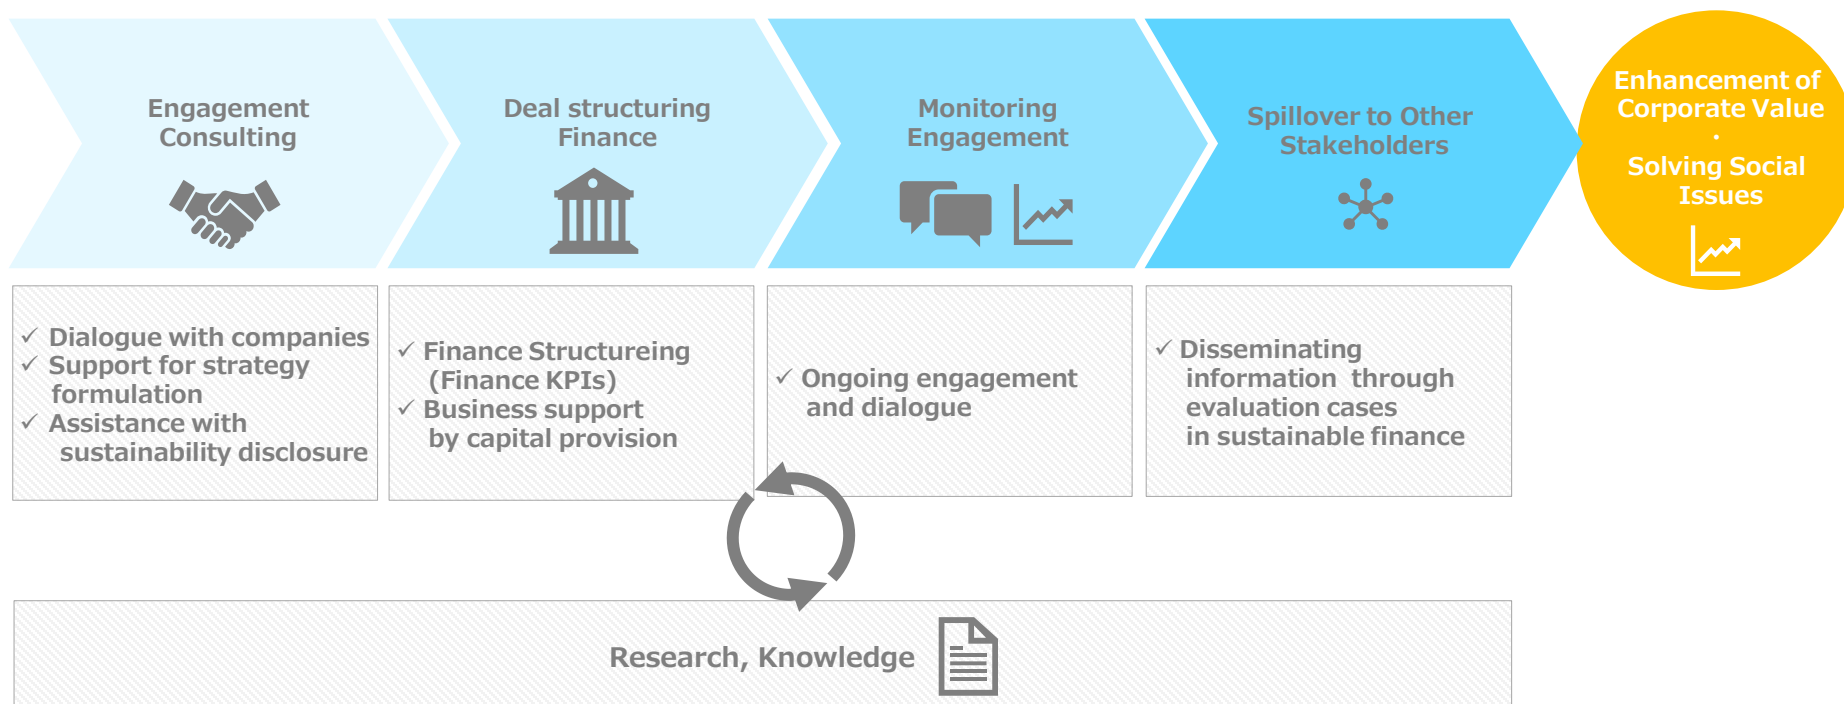 Engagement
Consulting
Deal structuring
Finance
Monitoring
Engagement
Spillover to Other
Stakeholders
Enhancement of
Corporate Value
・
Solving Social
Issues
✓ Dialogue with companies
✓ Support for strategy
formulation
✓ Assistance with
sustainability disclosure
✓ Finance Structureing
(Finance KPIs)
✓ Business support
by capital provision
✓ Ongoing engagement
and dialogue
✓ Disseminating
information through
evaluation cases
in sustainable finance
Research, Knowledge